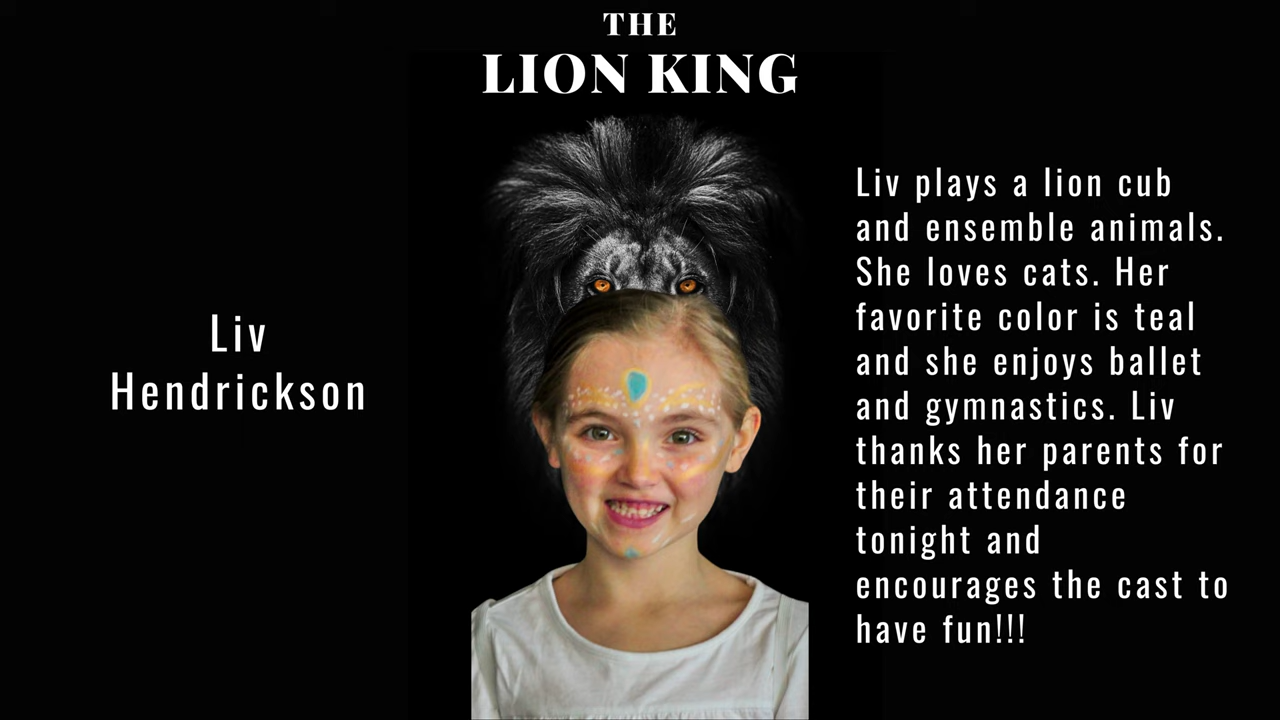 THE
LION KING
Liv
Hendrickson
Liv plays a lion cub
and ensemble animals.
She loves cats. Her
favorite color is teal
and she enjoys ballet
and gymnastics. Liv
thanks her parents for
their attendance
tonight and
encourages the cast to
have fun!!!